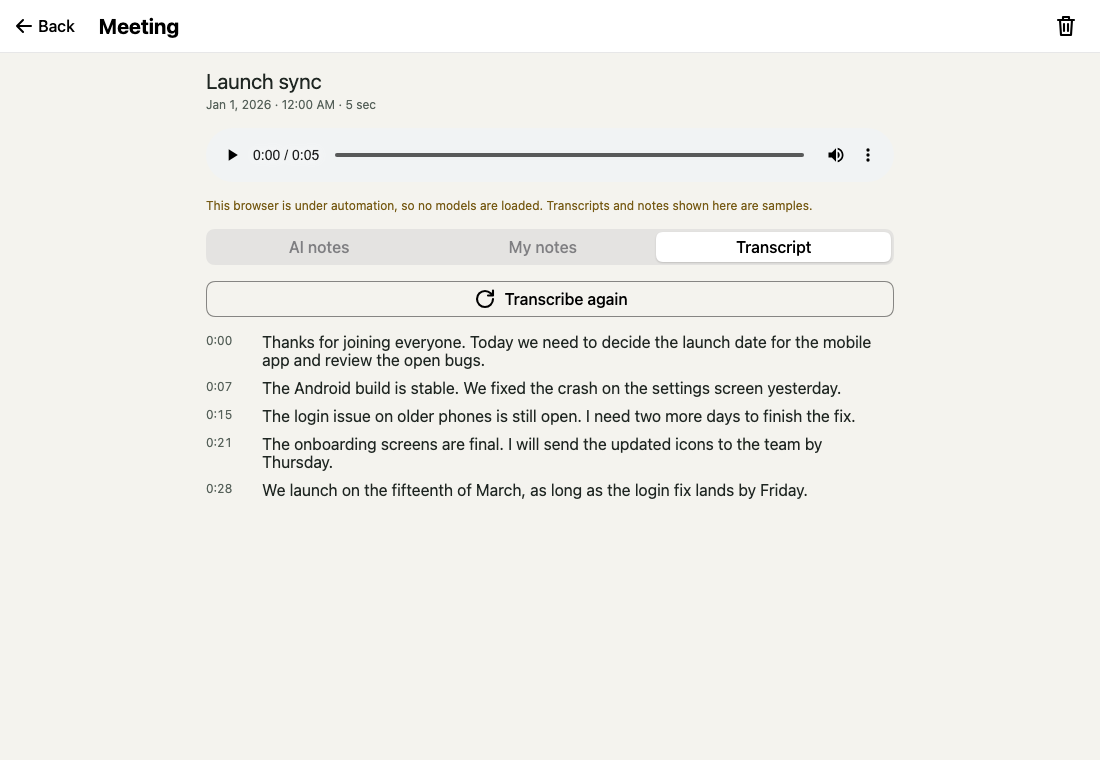 Back Meeting
Launch sync
Jan 1, 2026 · 12:00 AM · 5 sec
0:00 / 0:05
This browser is under automation, so no models are loaded. Transcripts and notes shown here are samples.
AI notes My notes Transcript
Transcribe again
0:00 Thanks for joining everyone. Today we need to decide the launch date for the mobile
app and review the open bugs.
0:07 The Android build is stable. We fixed the crash on the settings screen yesterday.
0:15 The login issue on older phones is still open. I need two more days to finish the fix.
0:21 The onboarding screens are final. I will send the updated icons to the team by
Thursday.
0:28 We launch on the fifteenth of March, as long as the login fix lands by Friday.